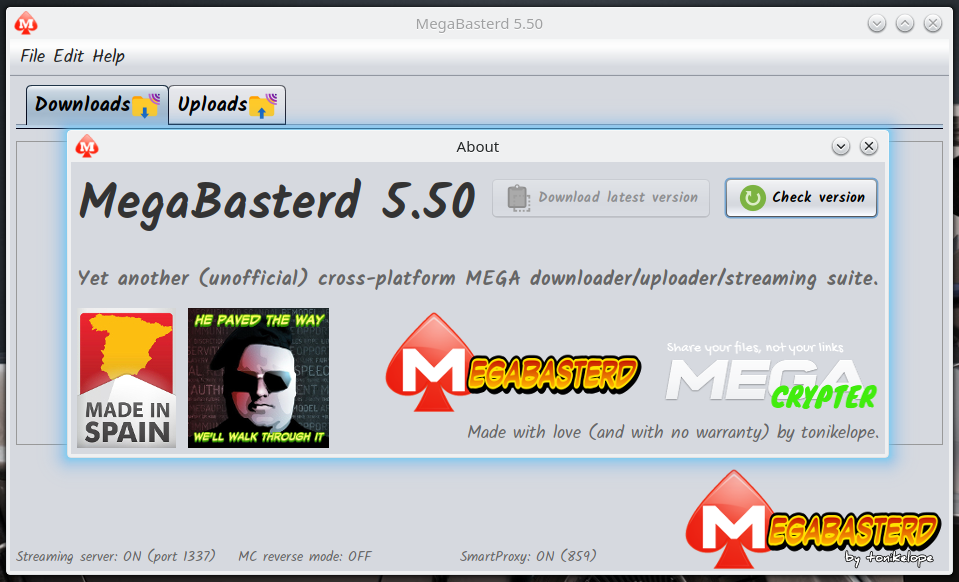 MegaBasterd 5.50
File Edit Help
Downloads
Uploads
About
MegaBasterd 5.50
Download latest version
Check version
Yet another (unofficial) cross-platform MEGA downloader/uploader/streaming suite.
MADE IN
SPAIN
HE PAVED THE WAY
WE'LL WALK THROUGH IT
MEGABASTERD
Share your files, not your links
MEGA
CRYPTER
Made with love (and with no warranty) by tonikelope.
MEGABASTERD
by tonikelope
Streaming server: ON (port 1337)
MC reverse mode: OFF
SmartProxy: ON (859)